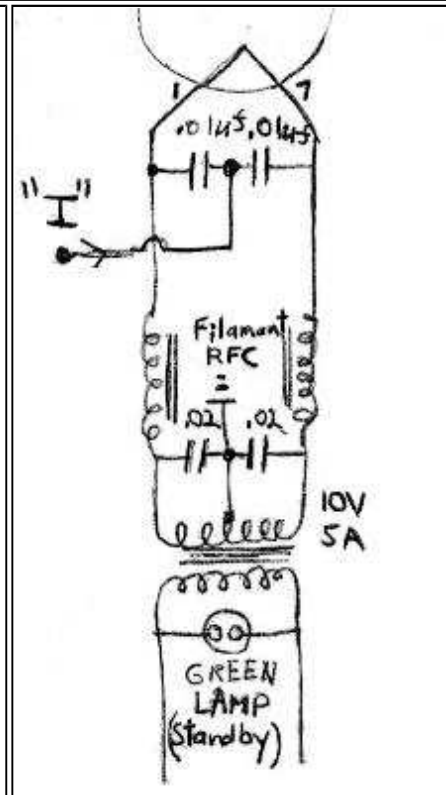 1 7
.01uf .01uf
"I"
Filament
RFC
.02 .02
10V
5A
GREEN
LAMP
(Standby)